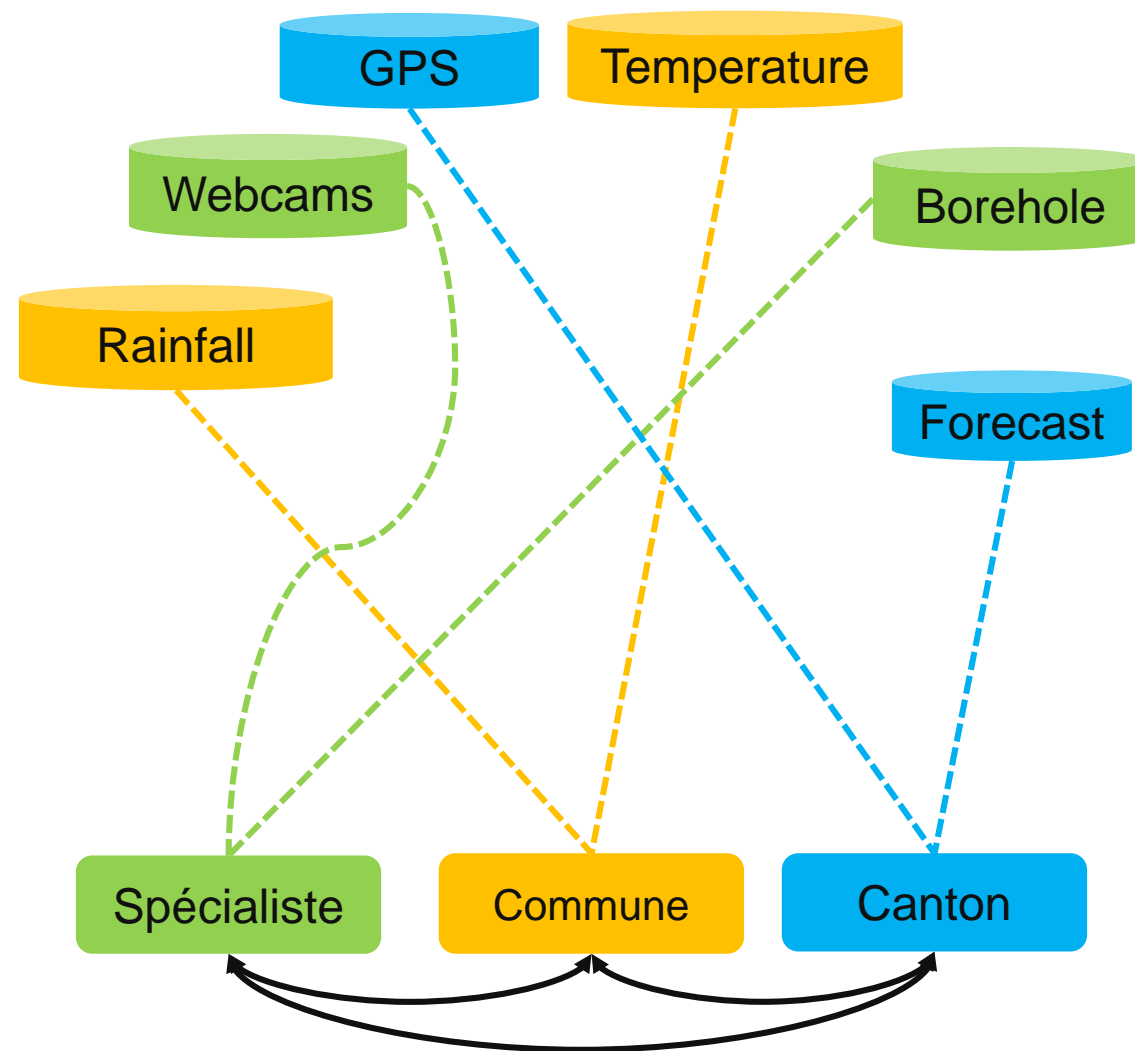 GPS
Temperature
Webcams
Borehole
Rainfall
Forecast
Spécialiste
Commune
Canton